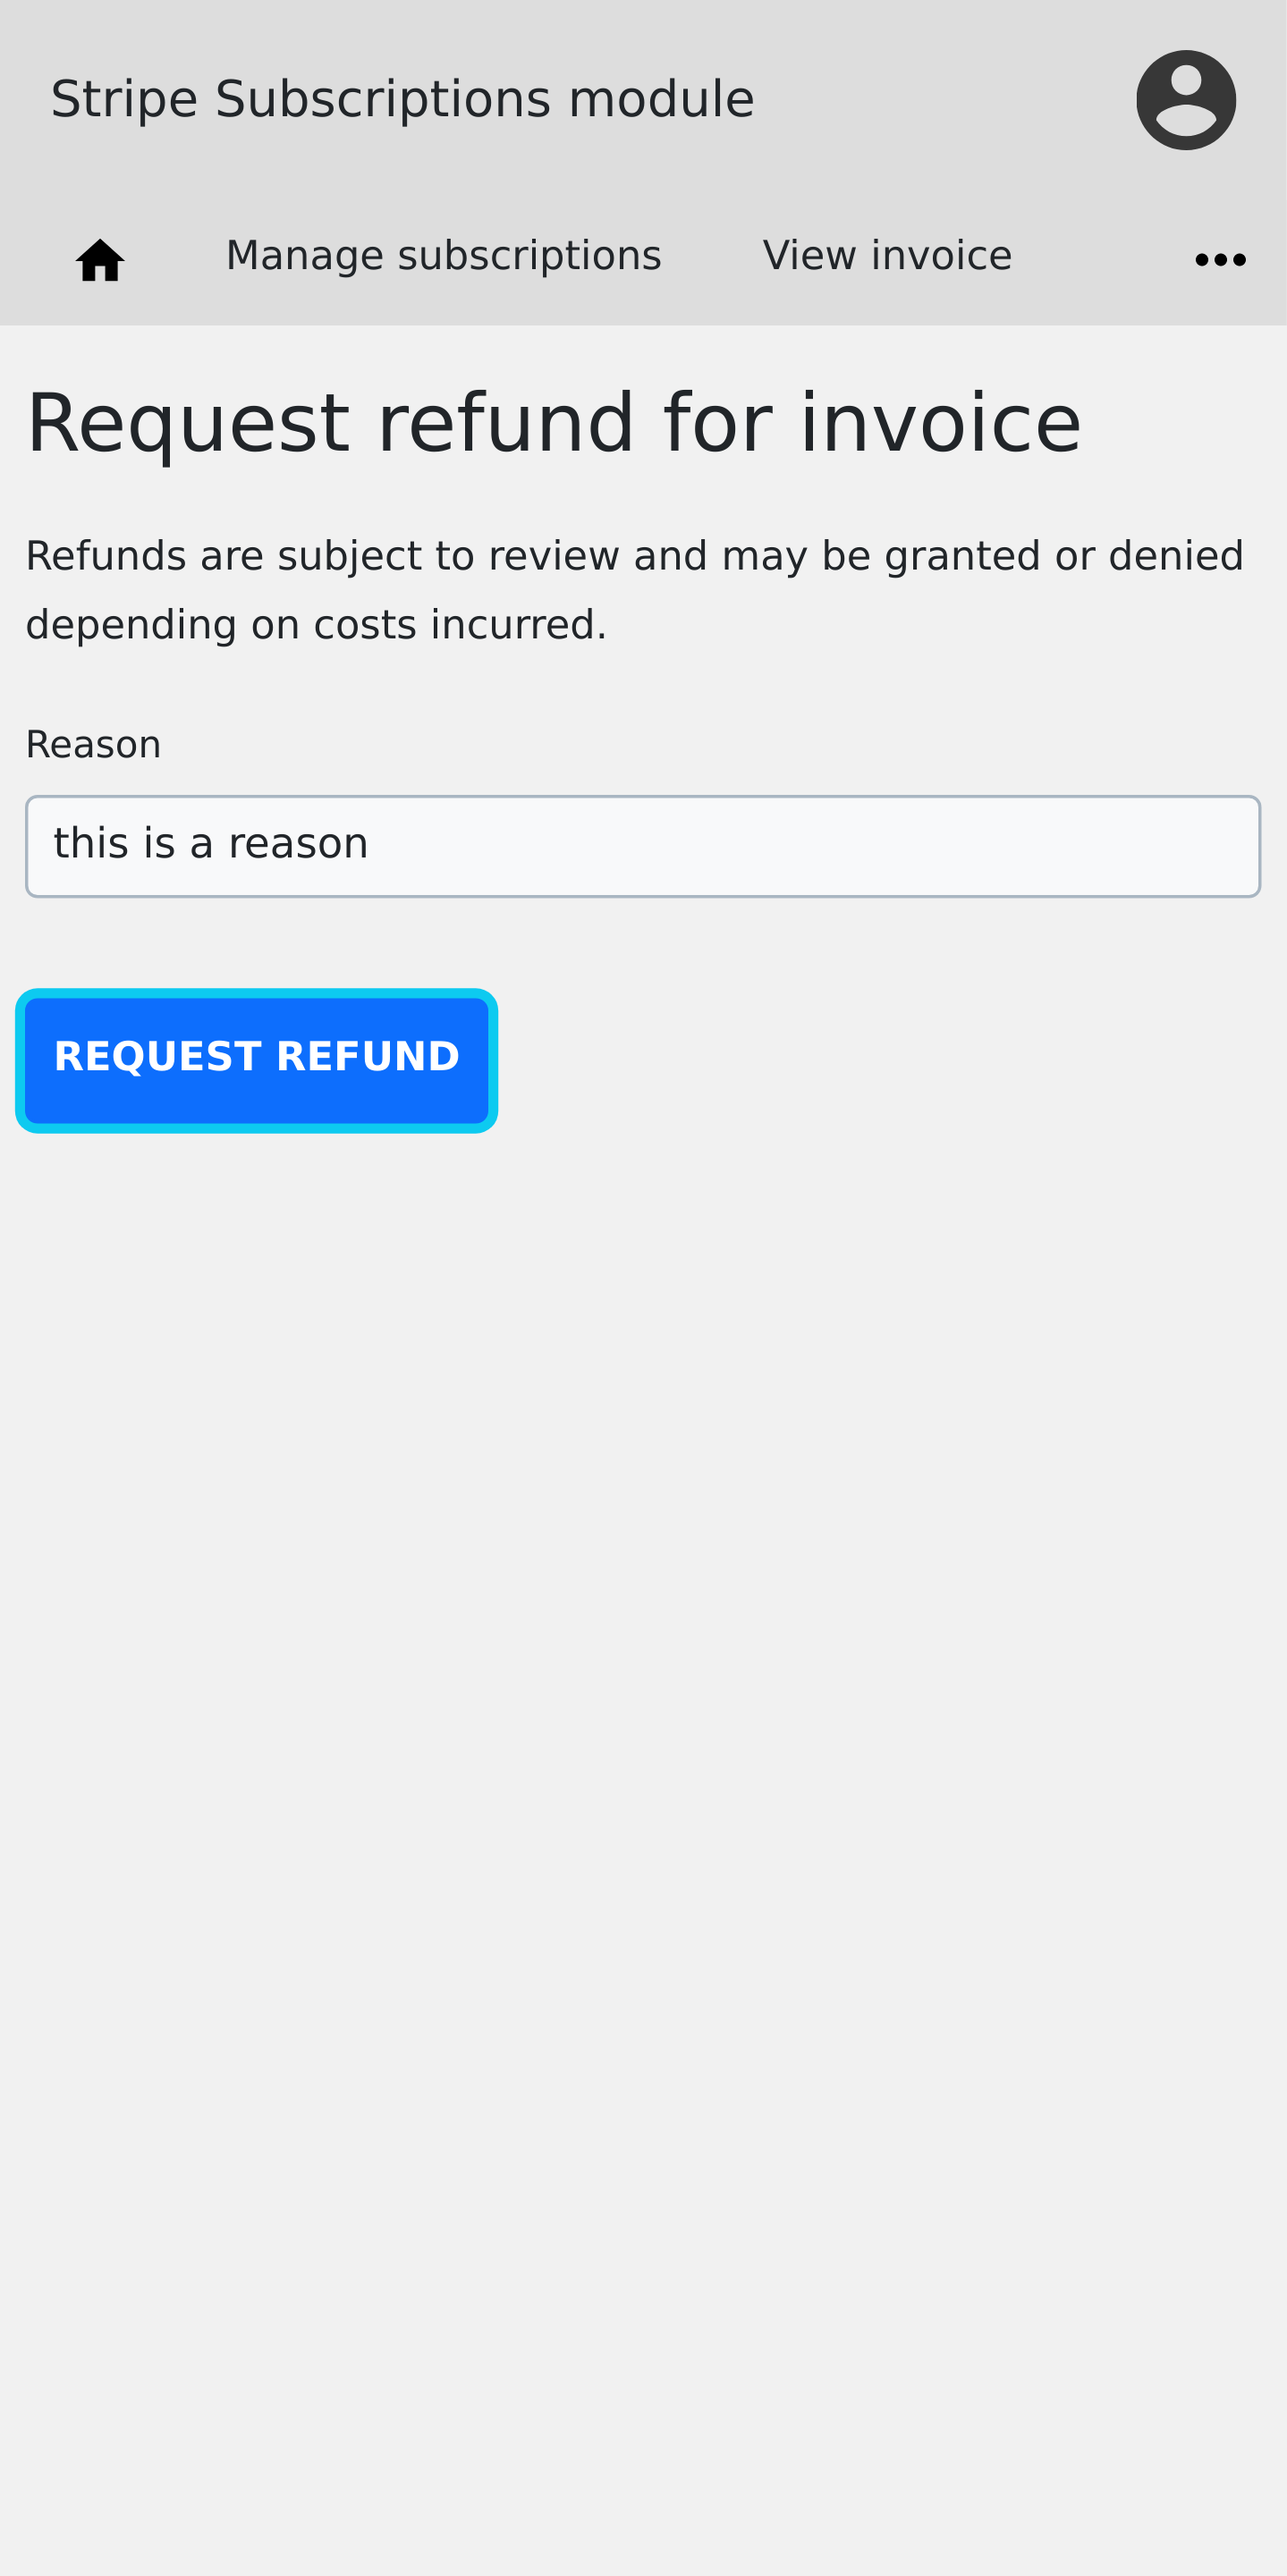 Stripe Subscriptions module
Manage subscriptions View invoice
Request refund for invoice
Refunds are subject to review and may be granted or denied
depending on costs incurred.
Reason
this is a reason
REQUEST REFUND